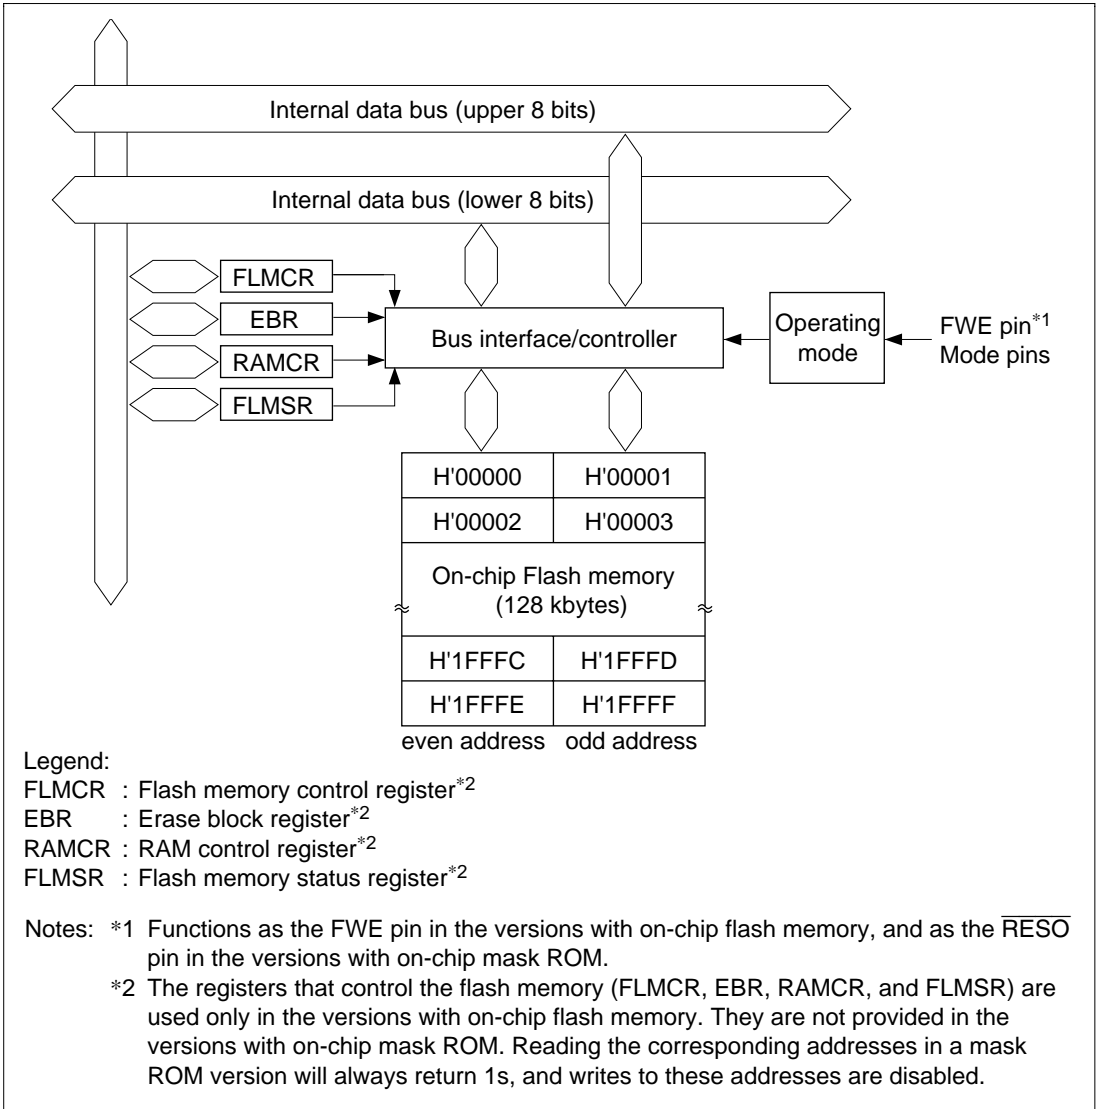 Internal data bus (upper 8 bits)
Internal data bus (lower 8 bits)
FLMCR
EBR
RAMCR
FLMSR
Bus interface/controller
Operating
mode
FWE pin*1
Mode pins
H'00000 H'00001
H'00002 H'00003
On-chip Flash memory
(128 kbytes)
H'1FFFC H'1FFFD
H'1FFFE H'1FFFF
even address odd address
Legend:
FLMCR : Flash memory control register*2
EBR : Erase block register*2
RAMCR : RAM control register*2
FLMSR : Flash memory status register*2
Notes: *1 Functions as the FWE pin in the versions with on-chip flash memory, and as the R̅E̅S̅O̅
pin in the versions with on-chip mask ROM.
*2 The registers that control the flash memory (FLMCR, EBR, RAMCR, and FLMSR) are
used only in the versions with on-chip flash memory. They are not provided in the
versions with on-chip mask ROM. Reading the corresponding addresses in a mask
ROM version will always return 1s, and writes to these addresses are disabled.